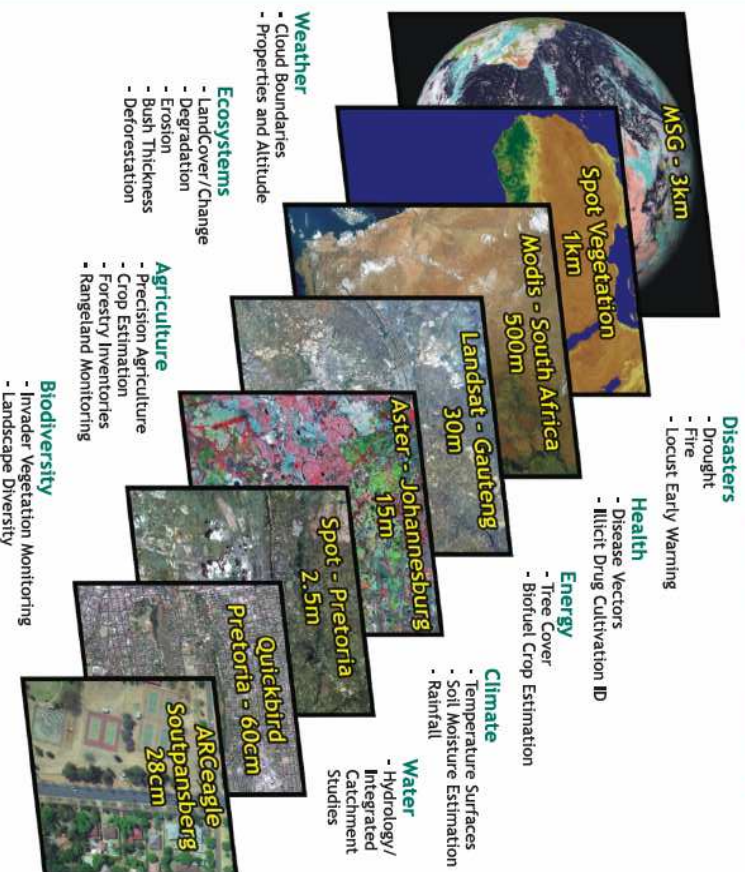 Disasters
- Drought
- Fire
- Locust Early Warning
Health
- Disease Vectors
- Illicit Drug Cultivation ID
Energy
- Tree Cover
- Biofuel Crop Estimation
Climate
- Temperature Surfaces
- Soil Moisture Estimation
- Rainfall
Water
- Hydrology/
Integrated
Catchment
Studies
MSG - 3km
Spot Vegetation
1km
Modis - South Africa
500m
Landsat - Gauteng
30m
Aster - Johannesburg
15m
Spot - Pretoria
2.5m
Quickbird
Pretoria - 60cm
ARCeagle
Soutpansberg
28cm
Weather
- Cloud Boundaries
- Properties and Altitude
Ecosystems
- LandCover/Change
- Degradation
- Erosion
- Bush Thickness
- Deforestation
Agriculture
- Precision Agriculture
- Crop Estimation
- Forestry Inventories
- Rangeland Monitoring
Biodiversity
- Invader Vegetation Monitoring
- Landscape Diversity